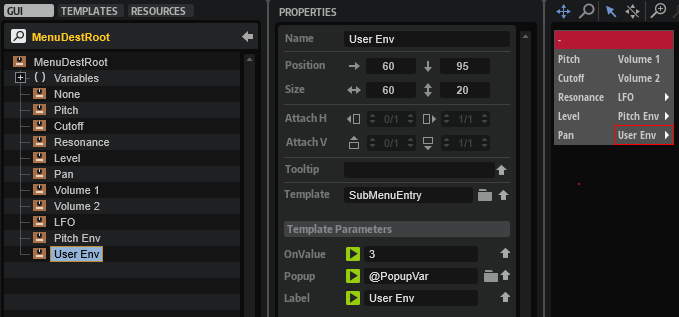 GUI TEMPLATES RESOURCES
MenuDestRoot
MenuDestRoot
( ) Variables
None
Pitch
Cutoff
Resonance
Level
Pan
Volume 1
Volume 2
LFO
Pitch Env
User Env
PROPERTIES
Name User Env
Position 60 95
Size 60 20
Attach H 0/1 1/1
Attach V 0/1 1/1
Tooltip
Template SubMenuEntry
Template Parameters
OnValue 3
Popup @PopupVar
Label User Env
-
Pitch Volume 1
Cutoff Volume 2
Resonance LFO
Level Pitch Env
Pan User Env